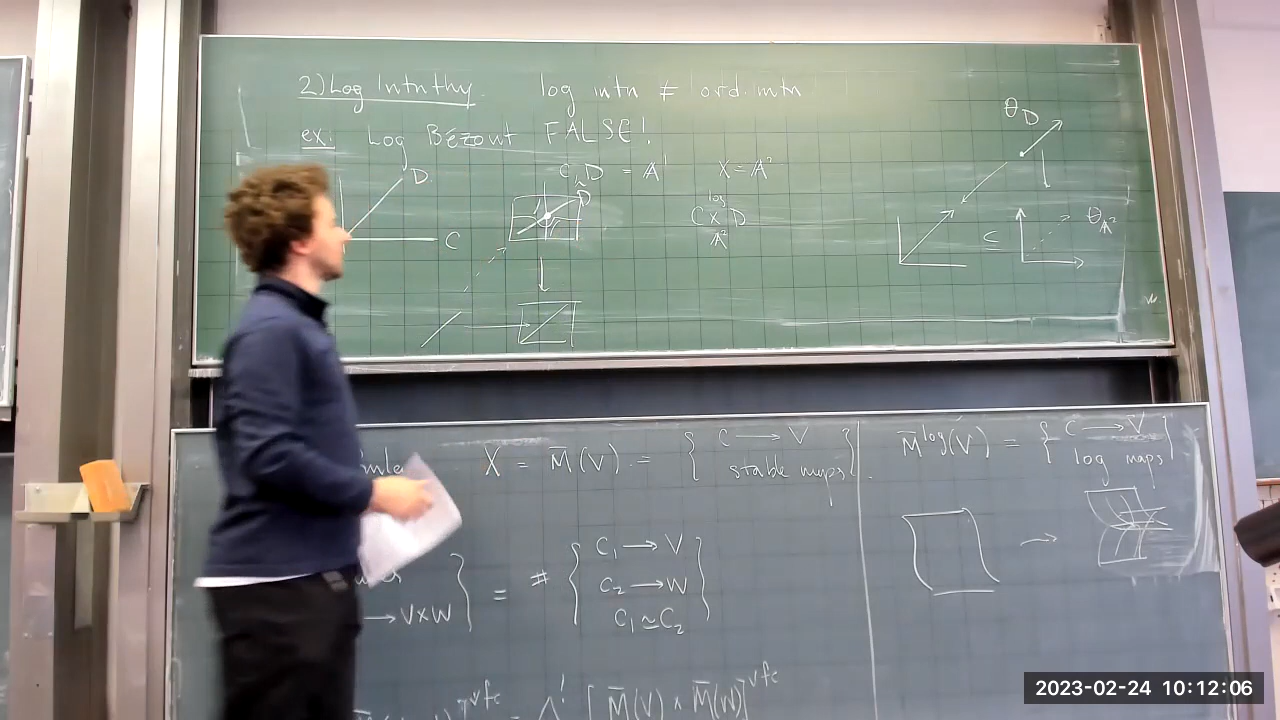 2) Log Intn thy. log intn ≠ ord. intn
ex: Log Bézout FALSE!
C, D = A¹ X = A²
D
C
D̃
C ×^log_{A²} D
θ_D
⊆
θ_{A²}
X = M̄(V) = { C → V stable maps }.
M̄^log(V) = { C → V log maps }
→ V×W } = # { C₁ → V
C₂ → W
C₁ ≃ C₂ }
]^vfc = Δ^! [ M̄(V) × M̄(W) ]^vfc
2023-02-24 10:12:06